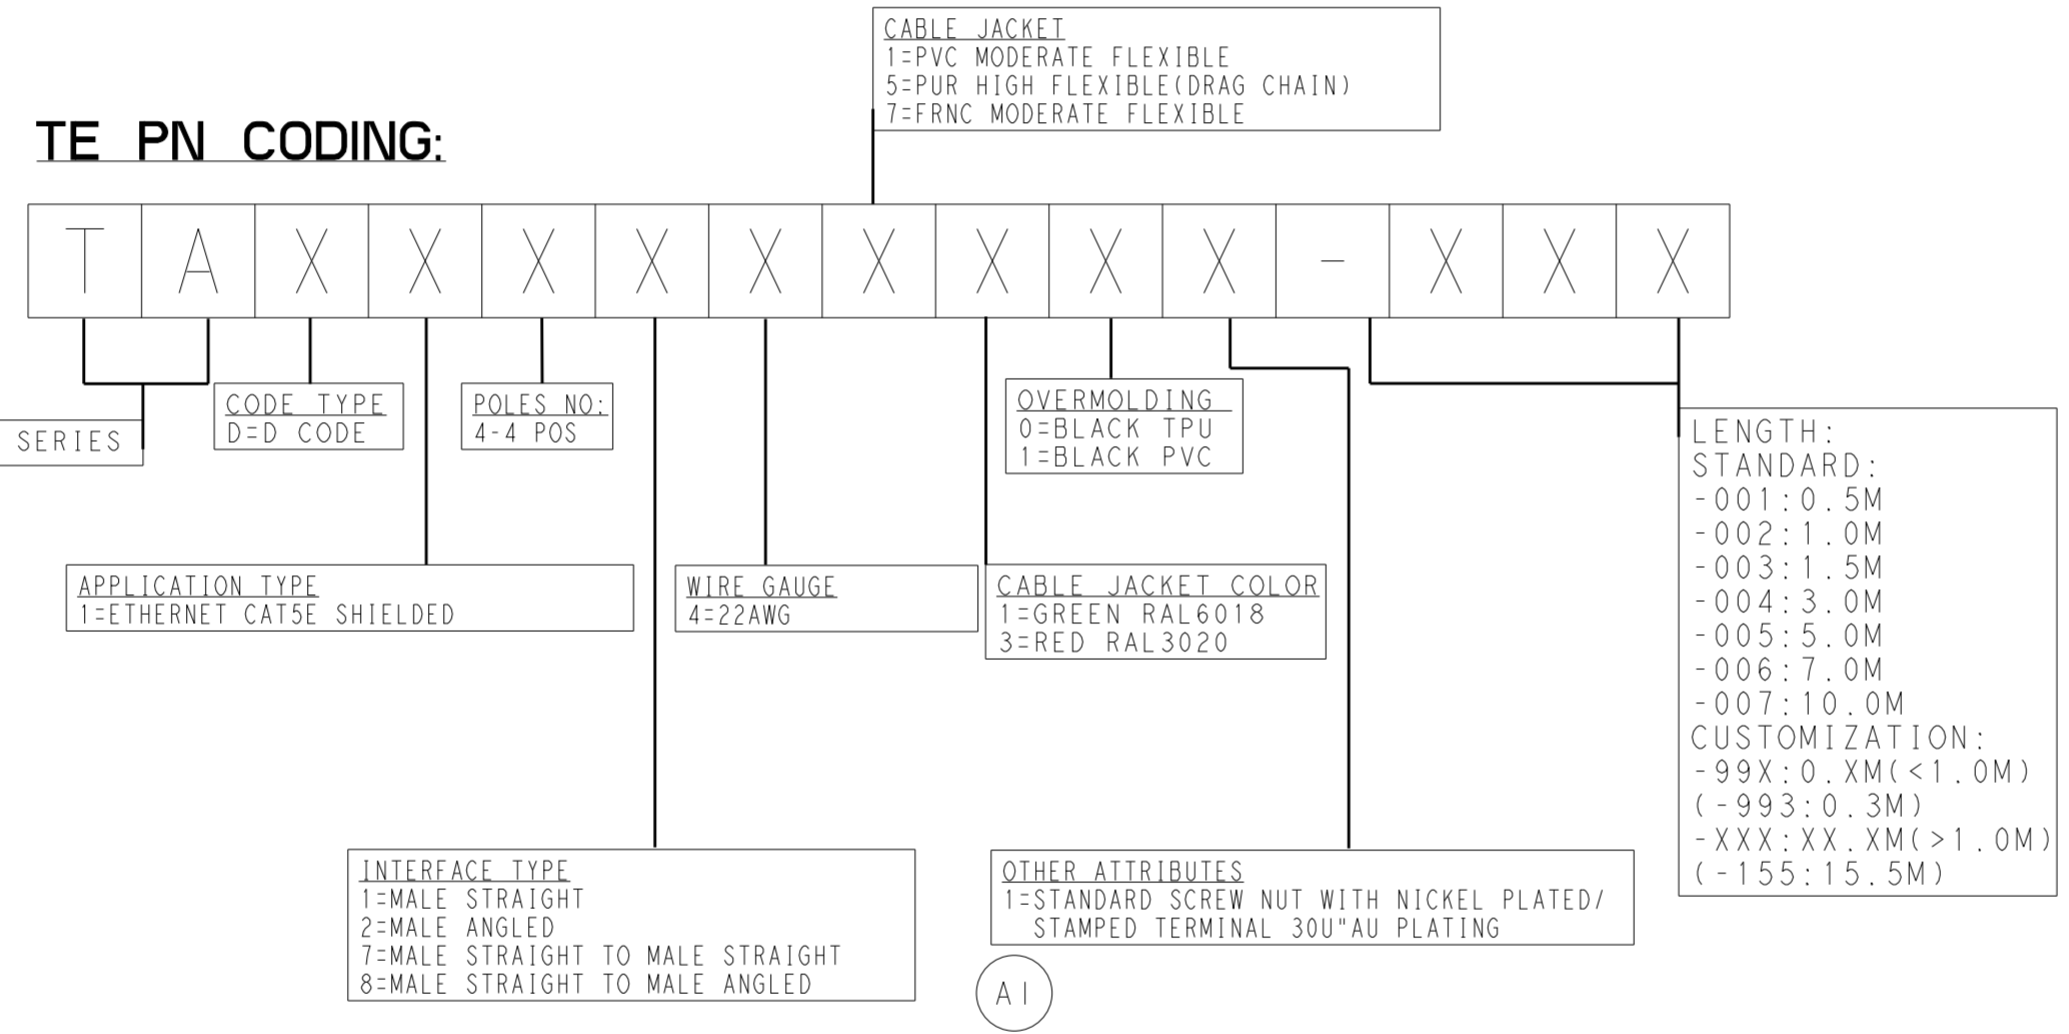 CABLE JACKET
1=PVC MODERATE FLEXIBLE
5=PUR HIGH FLEXIBLE(DRAG CHAIN)
7=FRNC MODERATE FLEXIBLE
TE PN CODING:
T A X X X X X X X X X - X X X
SERIES
CODE TYPE
D=D CODE
POLES NO:
4-4 POS
OVERMOLDING
0=BLACK TPU
1=BLACK PVC
LENGTH:
STANDARD:
-001:0.5M
-002:1.0M
-003:1.5M
-004:3.0M
-005:5.0M
-006:7.0M
-007:10.0M
CUSTOMIZATION:
-99X:0.XM(<1.0M)
(-993:0.3M)
-XXX:XX.XM(>1.0M)
(-155:15.5M)
APPLICATION TYPE
1=ETHERNET CAT5E SHIELDED
WIRE GAUGE
4=22AWG
CABLE JACKET COLOR
1=GREEN RAL6018
3=RED RAL3020
INTERFACE TYPE
1=MALE STRAIGHT
2=MALE ANGLED
7=MALE STRAIGHT TO MALE STRAIGHT
8=MALE STRAIGHT TO MALE ANGLED
OTHER ATTRIBUTES
1=STANDARD SCREW NUT WITH NICKEL PLATED/
STAMPED TERMINAL 30U"AU PLATING
A1